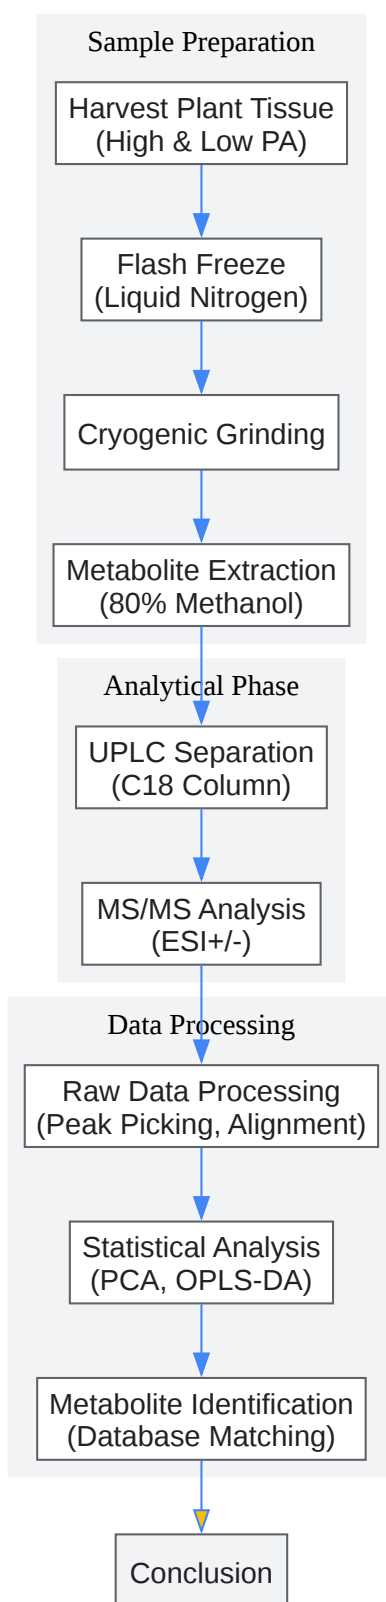 Sample Preparation
Harvest Plant Tissue
(High & Low PA)
Flash Freeze
(Liquid Nitrogen)
Cryogenic Grinding
Metabolite Extraction
(80% Methanol)
Analytical Phase
UPLC Separation
(C18 Column)
MS/MS Analysis
(ESI+/-)
Data Processing
Raw Data Processing
(Peak Picking, Alignment)
Statistical Analysis
(PCA, OPLS-DA)
Metabolite Identification
(Database Matching)
Conclusion